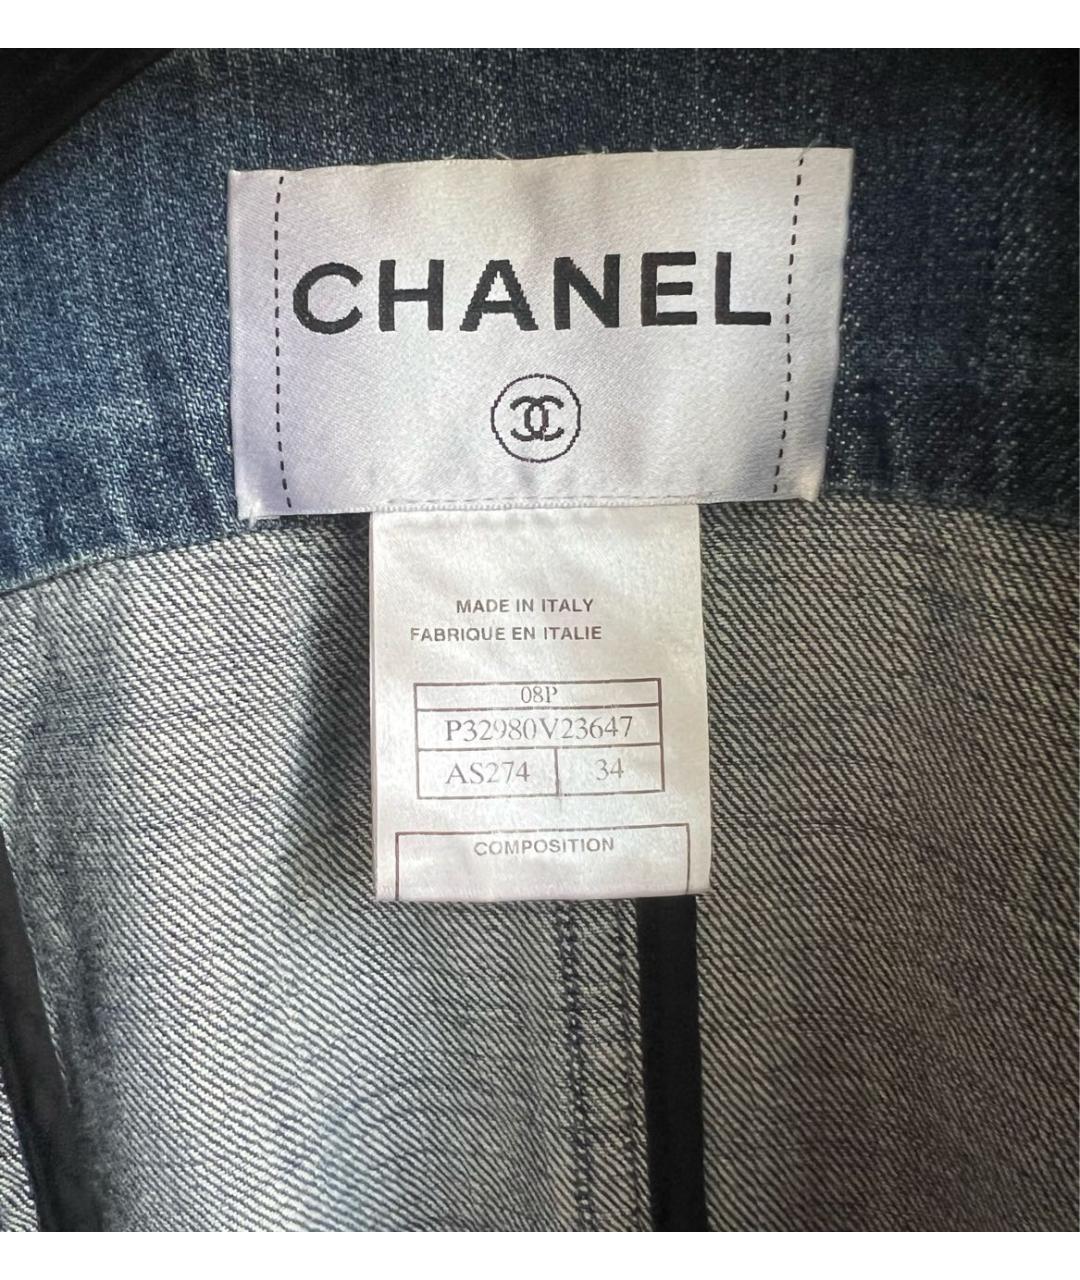 CHANEL
MADE IN ITALY
FABRIQUE EN ITALIE
08P
P32980V23647
AS274 34
COMPOSITION